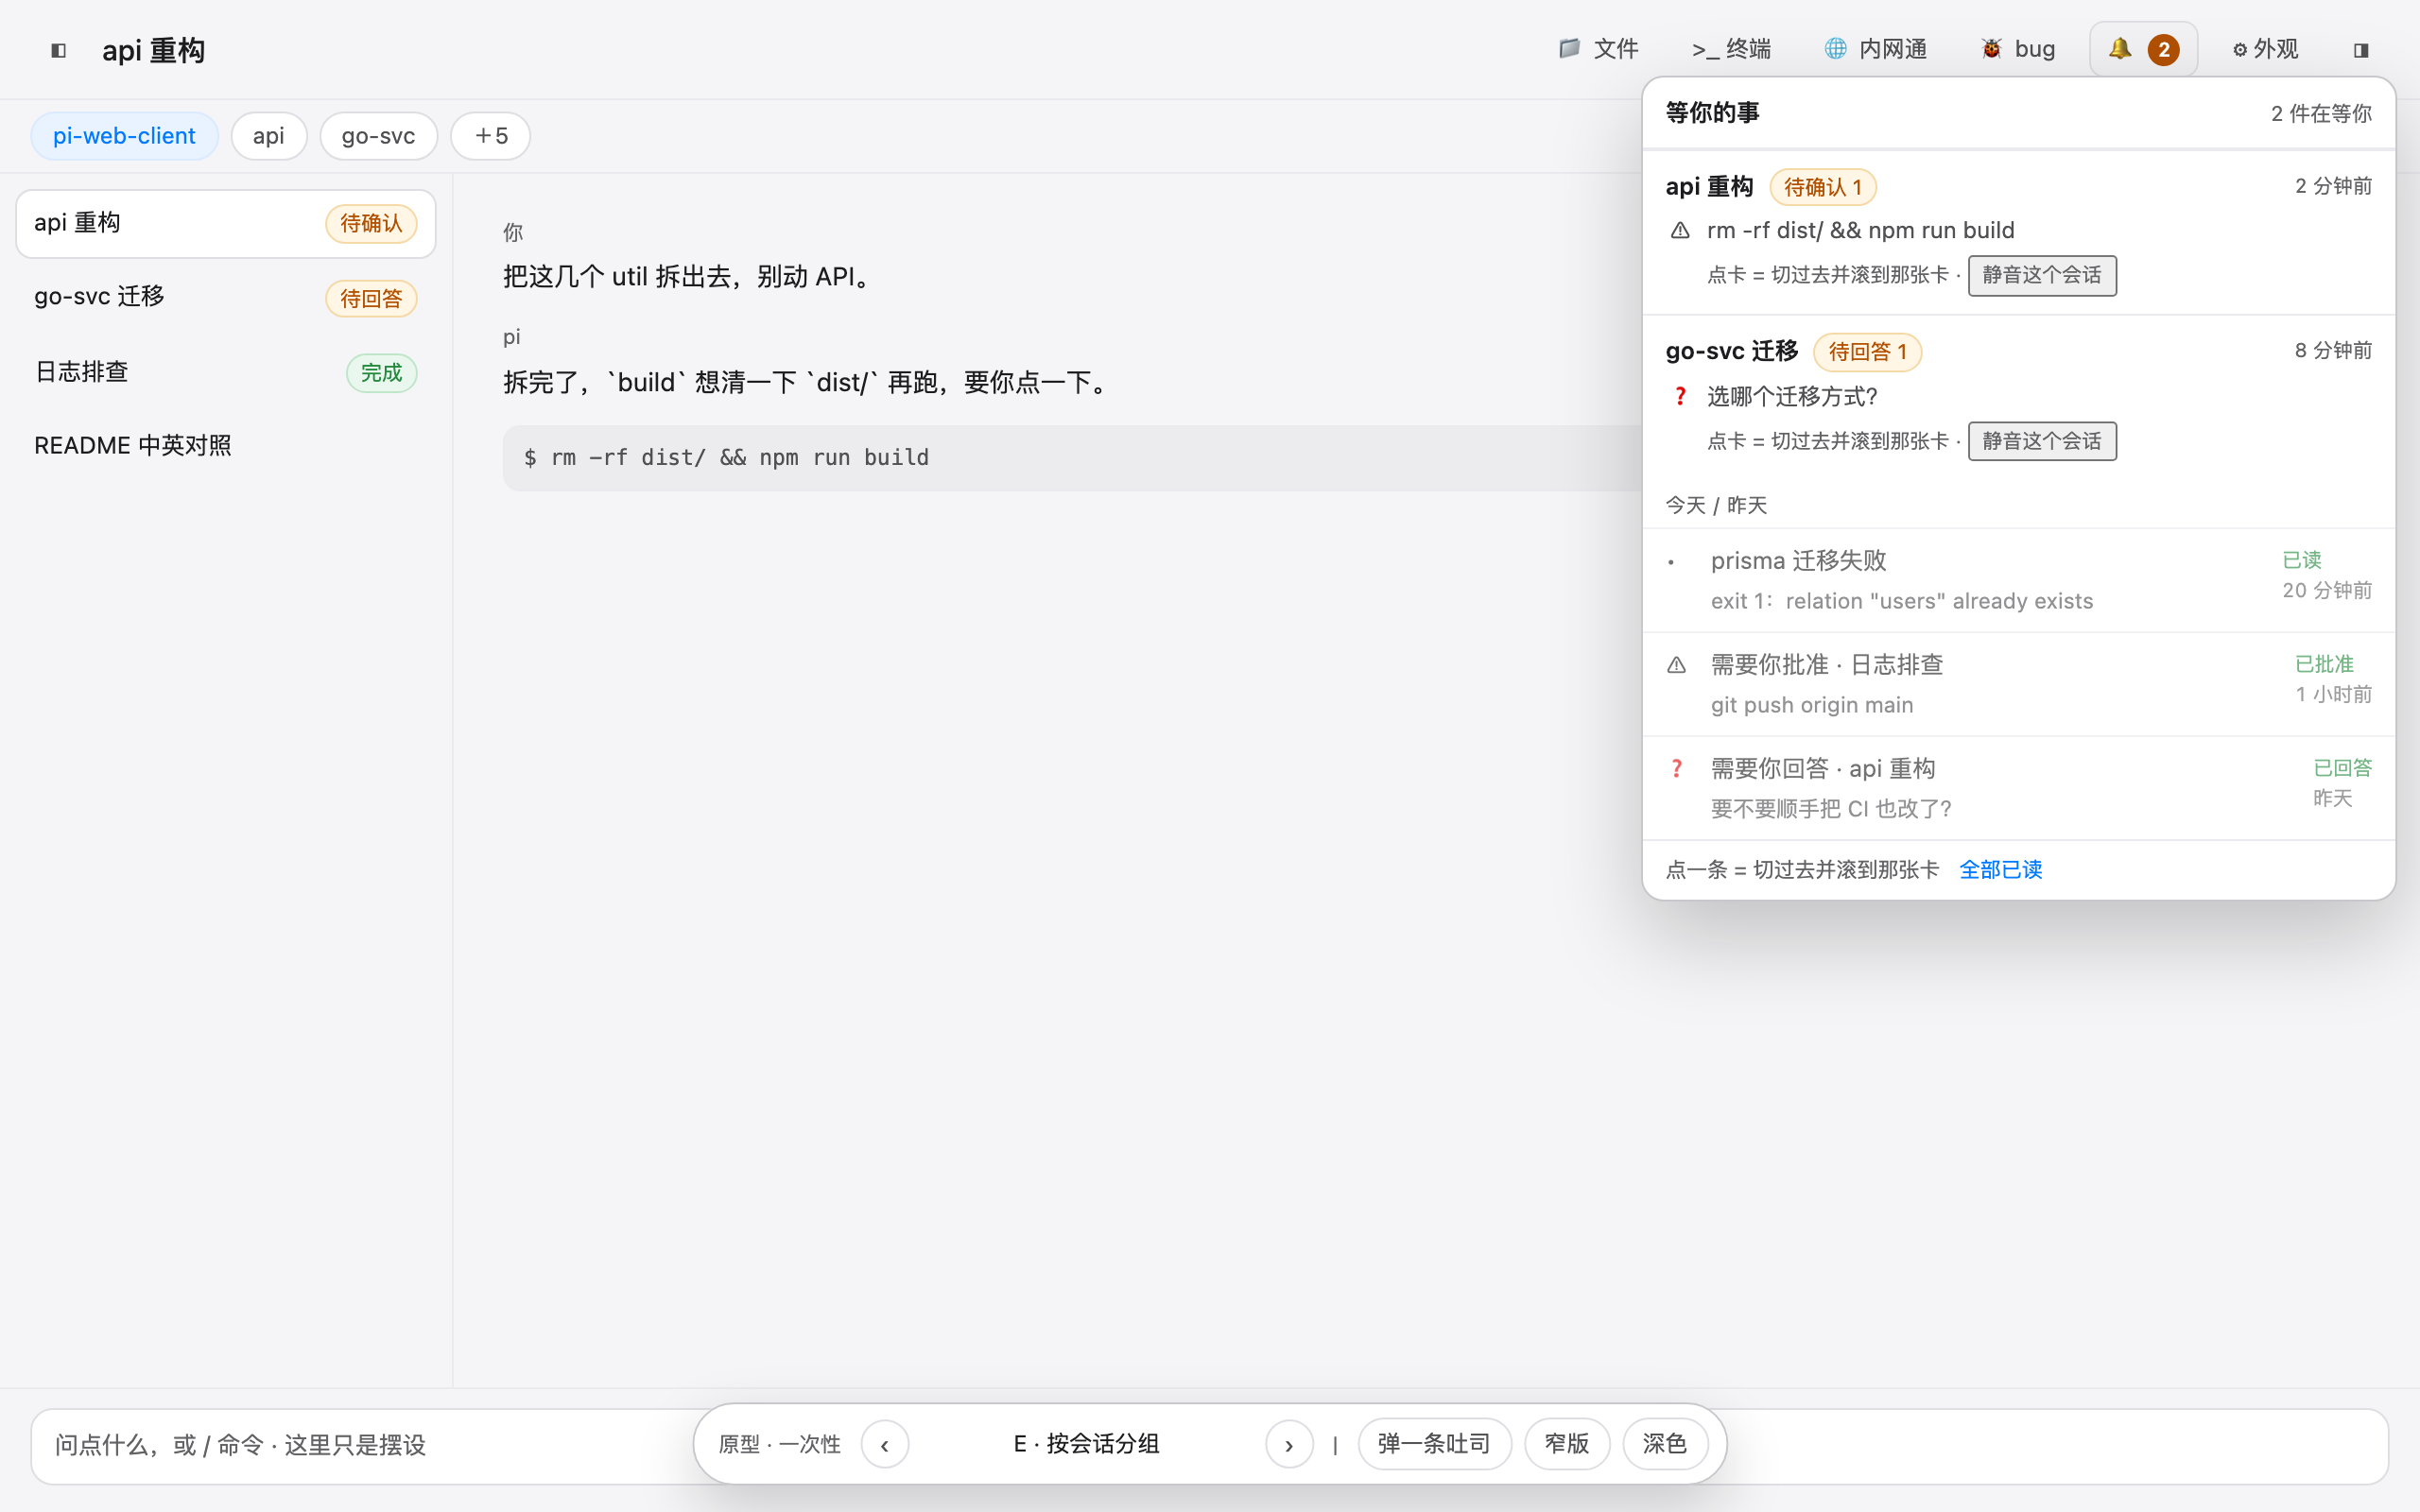 api 重构
文件
>_ 终端
内网通
bug
2
外观
pi-web-client
api
go-svc
+5
api 重构 待确认
go-svc 迁移 待回答
日志排查 完成
README 中英对照
你
把这几个 util 拆出去，别动 API。
pi
拆完了，`build` 想清一下 `dist/` 再跑，要你点一下。
$ rm -rf dist/ && npm run build
等你的事 2 件在等你
api 重构 待确认 1 2 分钟前
rm -rf dist/ && npm run build
点卡 = 切过去并滚到那张卡 · 静音这个会话
go-svc 迁移 待回答 1 8 分钟前
? 选哪个迁移方式?
点卡 = 切过去并滚到那张卡 · 静音这个会话
今天 / 昨天
· prisma 迁移失败 已读
exit 1: relation "users" already exists 20 分钟前
需要你批准 · 日志排查 已批准
git push origin main 1 小时前
? 需要你回答 · api 重构 已回答
要不要顺手把 CI 也改了? 昨天
点一条 = 切过去并滚到那张卡 全部已读
问点什么，或 / 命令 · 这里只是摆设
原型 · 一次性 ‹ E · 按会话分组 › | 弹一条吐司 窄版 深色